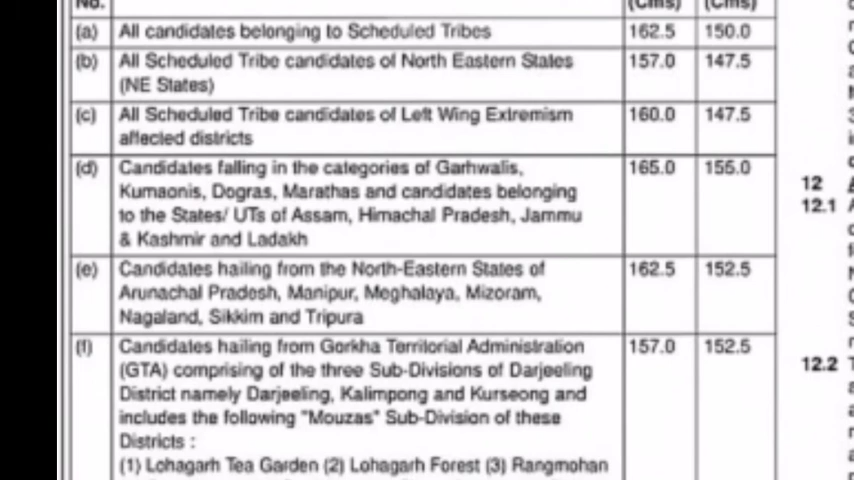 No. (Cms) (Cms)
(a) All candidates belonging to Scheduled Tribes 162.5 150.0
(b) All Scheduled Tribe candidates of North Eastern States 157.0 147.5
(NE States)
(c) All Scheduled Tribe candidates of Left Wing Extremism 160.0 147.5
affected districts
(d) Candidates falling in the categories of Garhwalis, 165.0 155.0
Kumaonis, Dogras, Marathas and candidates belonging
to the States/ UTs of Assam, Himachal Pradesh, Jammu
& Kashmir and Ladakh
(e) Candidates hailing from the North-Eastern States of 162.5 152.5
Arunachal Pradesh, Manipur, Meghalaya, Mizoram,
Nagaland, Sikkim and Tripura
(f) Candidates hailing from Gorkha Territorial Administration 157.0 152.5
(GTA) comprising of the three Sub-Divisions of Darjeeling
District namely Darjeeling, Kalimpong and Kurseong and
includes the following "Mouzas" Sub-Division of these
Districts :
(1) Lohagarh Tea Garden (2) Lohagarh Forest (3) Rangmohan
12
12.1
12.2